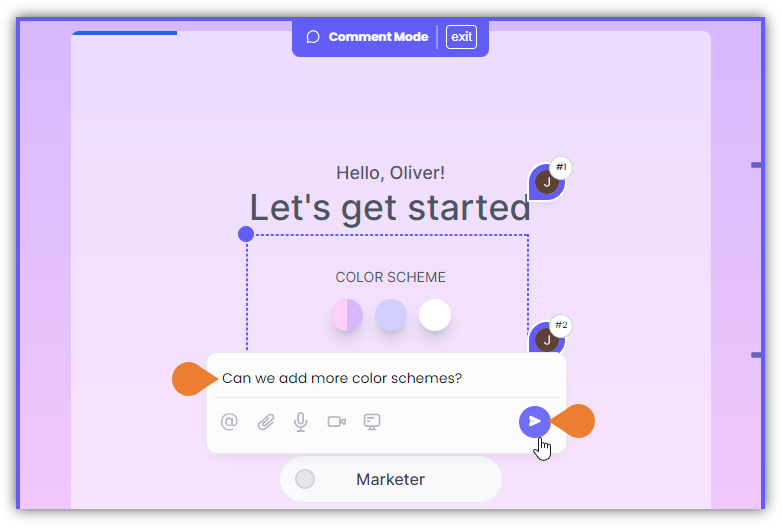 Comment Mode exit
Hello, Oliver!
#1
J
Let's get started
COLOR SCHEME
#2
J
Can we add more color schemes?
@
Marketer